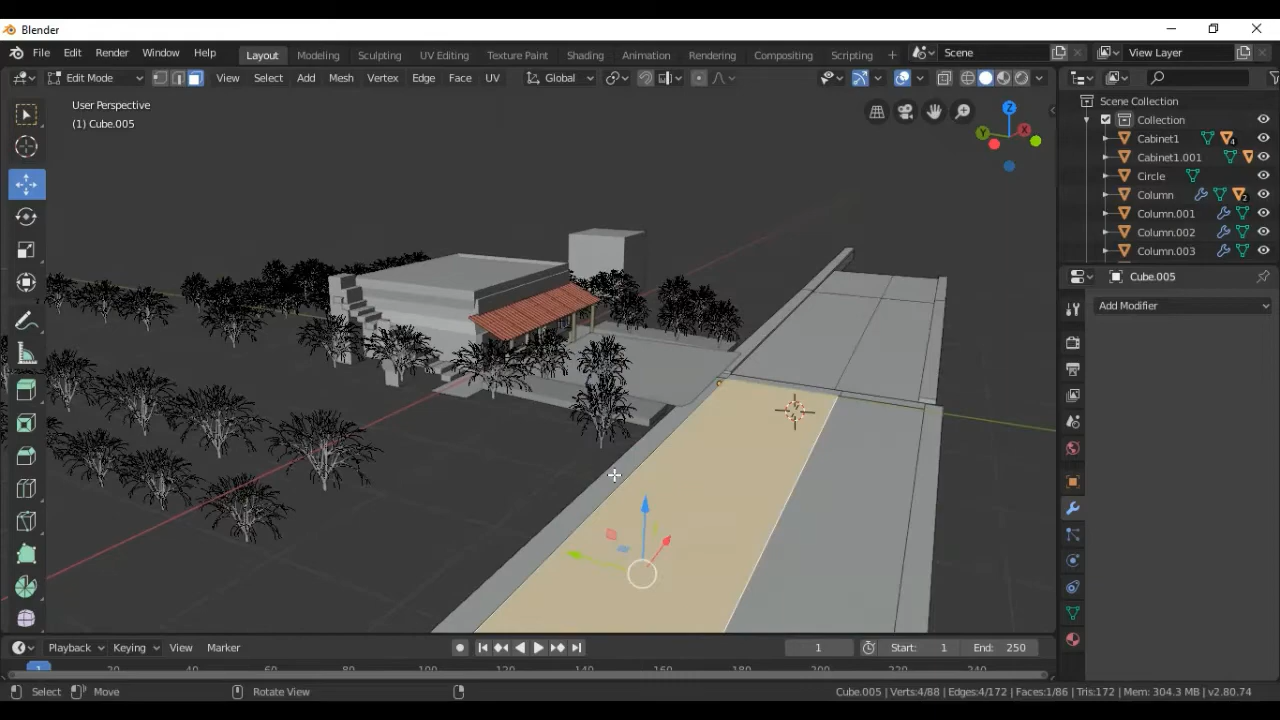 Blender
File Edit Render Window Help Layout Modeling Sculpting UV Editing Texture Paint Shading Animation Rendering Compositing Scripting + Scene View Layer
Edit Mode View Select Add Mesh Vertex Edge Face UV Global
User Perspective
(1) Cube.005
Z
Y
X
Scene Collection
Collection
Cabinet1 4
Cabinet1.001
Circle
Column 2
Column.001
Column.002
Column.003
Cube.005
Add Modifier
Playback Keying View Marker 1 Start: 1 End: 250
1 20 40 60 80 100 120 140 160 180 200 220 240
Select Move Rotate View Cube.005 | Verts:4/88 | Edges:4/172 | Faces:1/86 | Tris:172 | Mem: 304.3 MB | v2.80.74